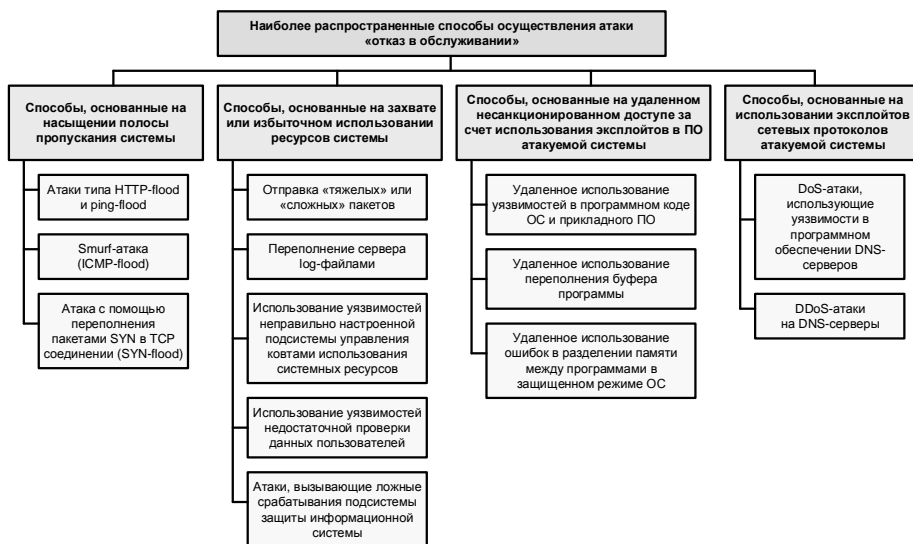 Наиболее распространенные способы осуществления атаки
«отказ в обслуживании»
Способы, основанные на
насыщении полосы
пропускания системы
Атаки типа HTTP-flood
и ping-flood
Smurf-атака
(ICMP-flood)
Атака с помощью
переполнения
пакетами SYN в TCP
соединении (SYN-flood)
Способы, основанные на захвате
или избыточном использовании
ресурсов системы
Отправка «тяжелых» или
«сложных» пакетов
Переполнение сервера
log-файлами
Использование уязвимостей
неправильно настроенной
подсистемы управления
ковтами использования
системных ресурсов
Использование уязвимостей
недостаточной проверки
данных пользователей
Атаки, вызывающие ложные
срабатывания подсистемы
защиты информационной
системы
Способы, основанные на удаленном
несанкционированном доступе за
счет использования эксплойтов в ПО
атакуемой системы
Удаленное использование
уязвимостей в программном коде
ОС и прикладного ПО
Удаленное использование
переполнения буфера
программы
Удаленное использование
ошибок в разделении памяти
между программами в
защищенном режиме ОС
Способы, основанные на
использовании эксплойтов
сетевых протоколов
атакуемой системы
DoS-атаки,
использующие
уязвимости в
программном
обеспечении DNS-
серверов
DDoS-атаки
на DNS-серверы